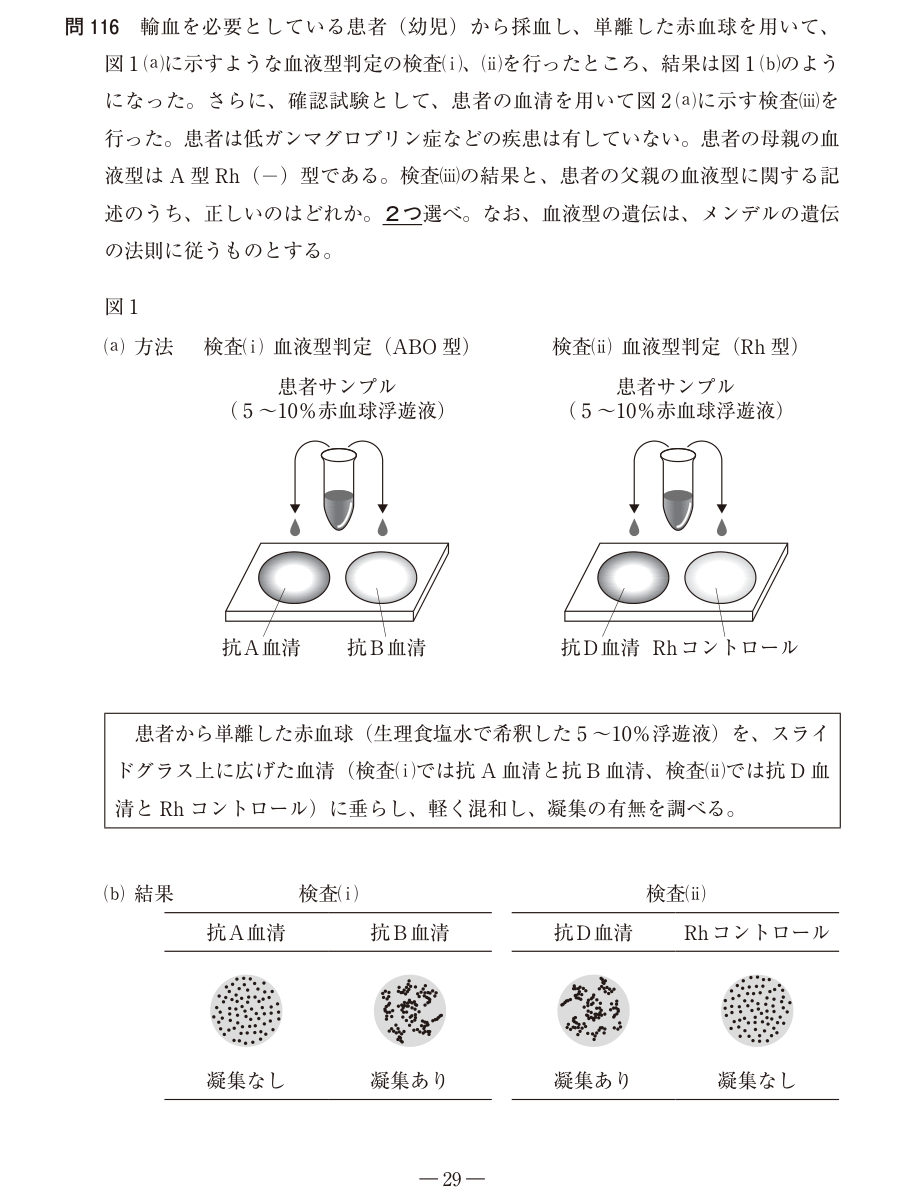 問 116 輸血を必要としている患者（幼児）から採血し、単離した赤血球を用いて、
図1(a)に示すような血液型判定の検査(ⅰ)、(ⅱ)を行ったところ、結果は図1(b)のよう
になった。さらに、確認試験として、患者の血清を用いて図2(a)に示す検査(ⅲ)を
行った。患者は低ガンマグロブリン症などの疾患は有していない。患者の母親の血
液型は A 型 Rh（－）型である。検査(ⅲ)の結果と、患者の父親の血液型に関する記
述のうち、正しいのはどれか。2つ選べ。なお、血液型の遺伝は、メンデルの遺伝
の法則に従うものとする。
図1
(a) 方法 検査(ⅰ) 血液型判定（ABO 型） 検査(ⅱ) 血液型判定（Rh 型）
患者サンプル 患者サンプル
（5～10％赤血球浮遊液） （5～10％赤血球浮遊液）
抗A血清 抗B血清 抗D血清 Rhコントロール
患者から単離した赤血球（生理食塩水で希釈した5～10％浮遊液）を、スライ
ドグラス上に広げた血清（検査(ⅰ)では抗 A 血清と抗 B 血清、検査(ⅱ)では抗 D 血
清と Rh コントロール）に垂らし、軽く混和し、凝集の有無を調べる。
(b) 結果 検査(ⅰ) 検査(ⅱ)
抗A血清 抗B血清 抗D血清 Rhコントロール
凝集なし 凝集あり 凝集あり 凝集なし
― 29 ―